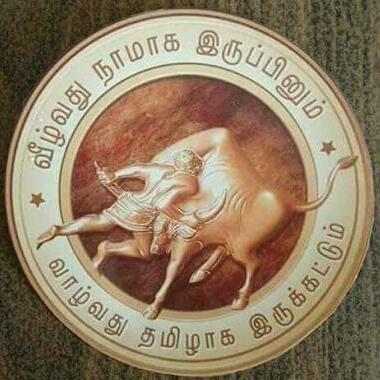 வீழ்வது நாமாக இருப்பினும்
வாழ்வது தமிழாக இருக்கட்டும்